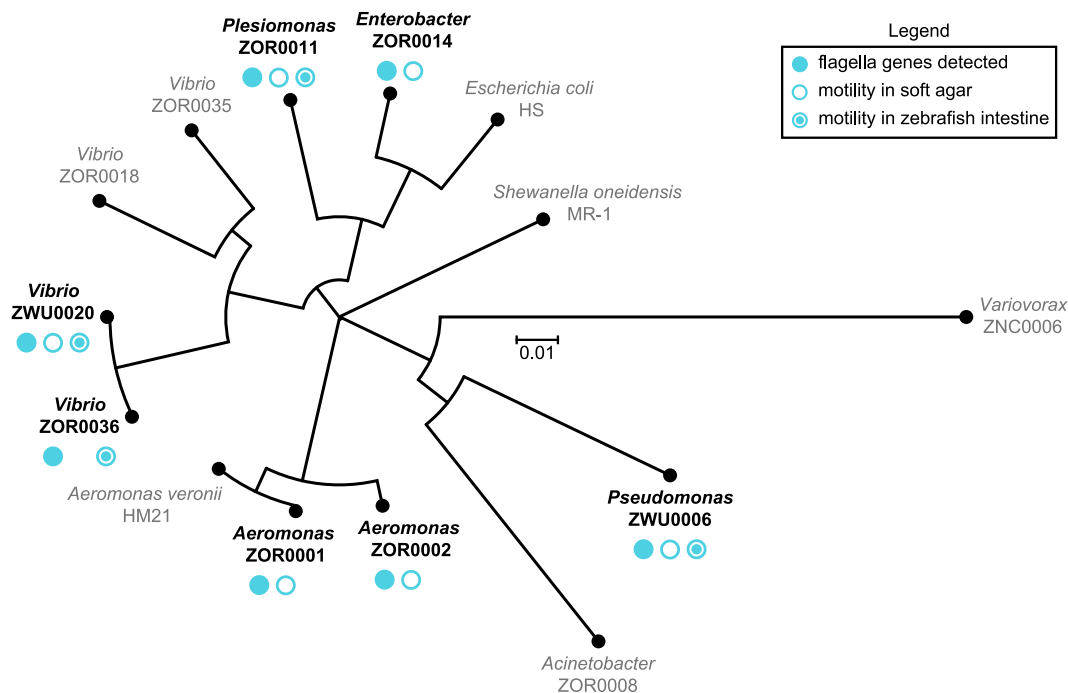 Plesiomonas
ZOR0011
Enterobacter
ZOR0014
Legend
flagella genes detected
motility in soft agar
motility in zebrafish intestine
Vibrio
ZOR0035
Escherichia coli
HS
Vibrio
ZOR0018
Shewanella oneidensis
MR-1
Vibrio
ZWU0020
Variovorax
ZNC0006
0.01
Vibrio
ZOR0036
Aeromonas veronii
HM21
Aeromonas
ZOR0001
Aeromonas
ZOR0002
Pseudomonas
ZWU0006
Acinetobacter
ZOR0008